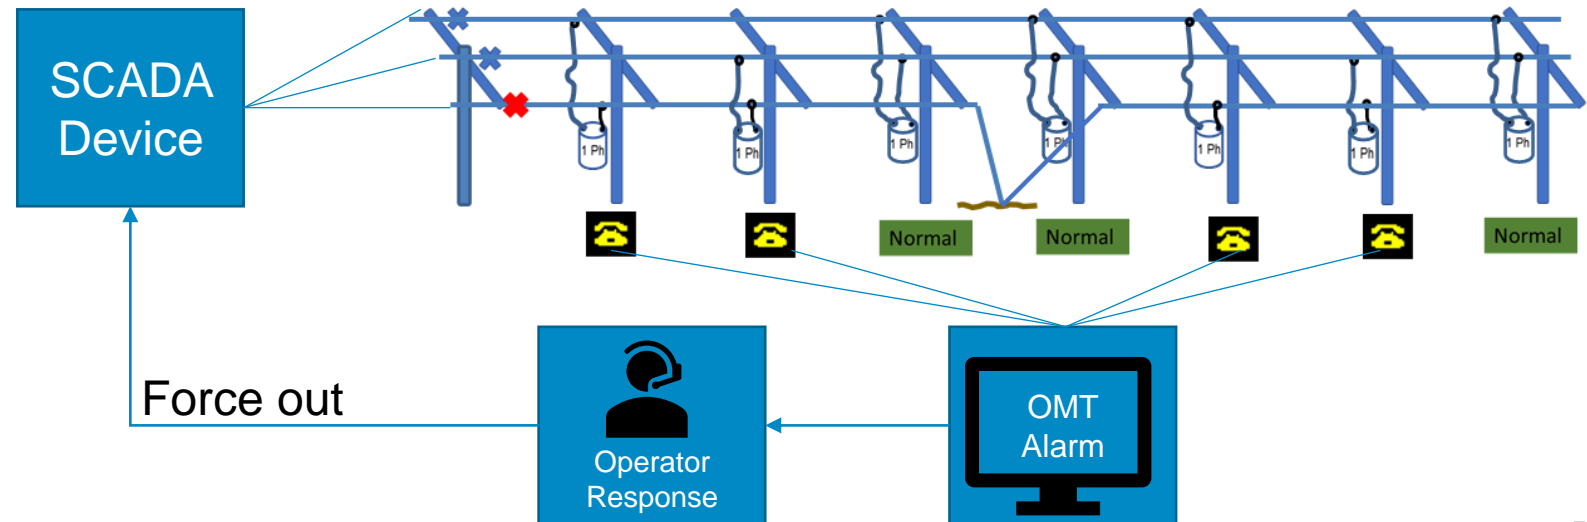 SCADA
Device
1 Ph
1 Ph
1 Ph
1 Ph
1 Ph
1 Ph
1 Ph
Normal
Normal
Normal
Force out
Operator
Response
OMT
Alarm